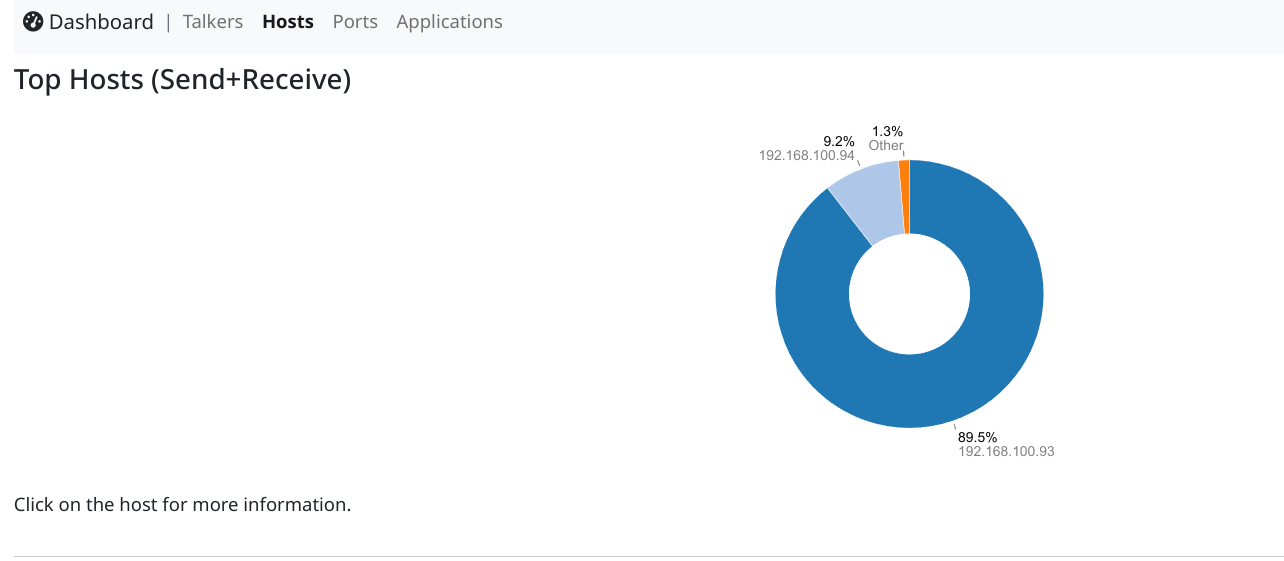 Dashboard | Talkers Hosts Ports Applications
Top Hosts (Send+Receive)
1.3%
Other
9.2%
192.168.100.94
89.5%
192.168.100.93
Click on the host for more information.